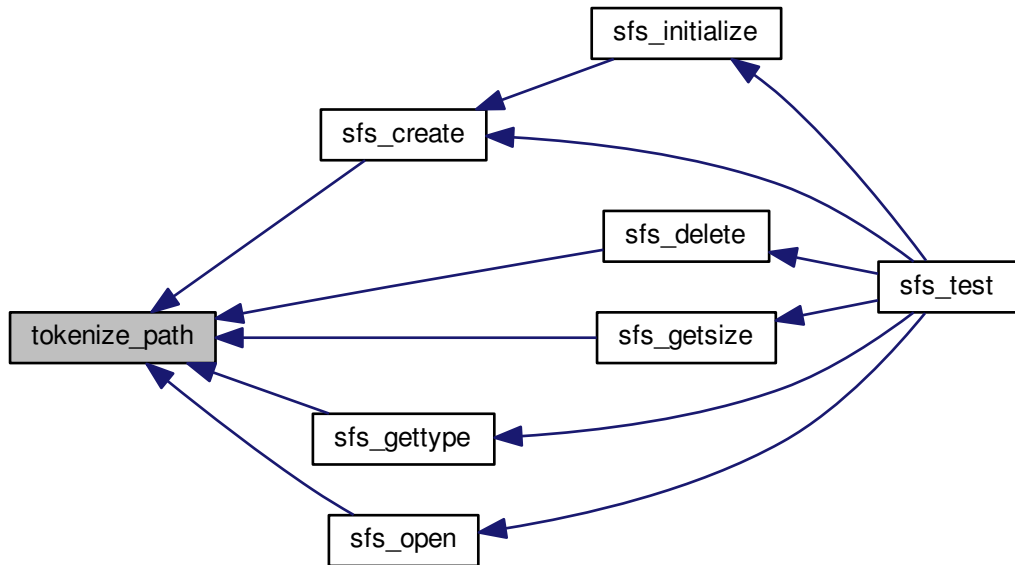 sfs_initialize
sfs_create
sfs_delete
sfs_test
tokenize_path
sfs_getsize
sfs_gettype
sfs_open